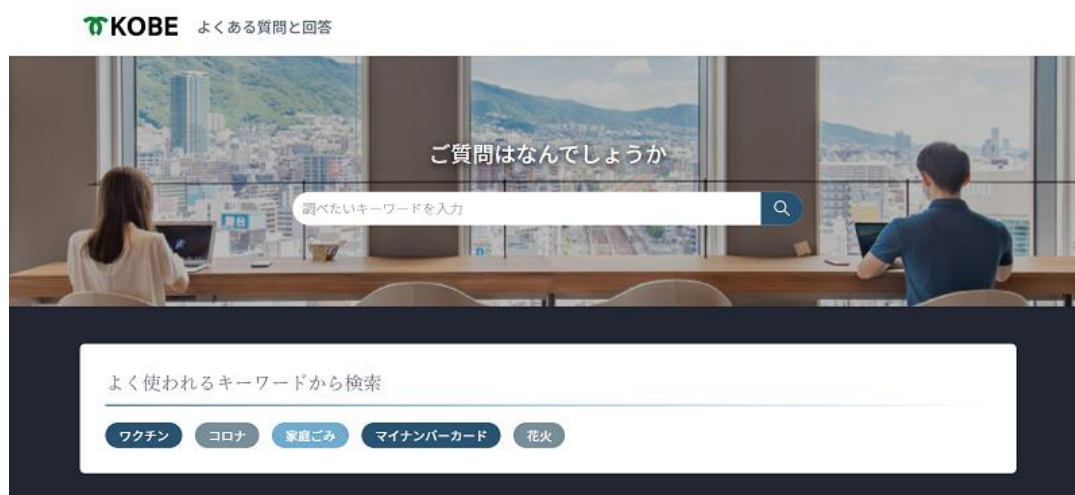 KOBE よくある質問と回答
ご質問はなんでしょうか
調べたいキーワードを入力
よく使われるキーワードから検索
ワクチン コロナ 家庭ごみ マイナンバーカード 花火